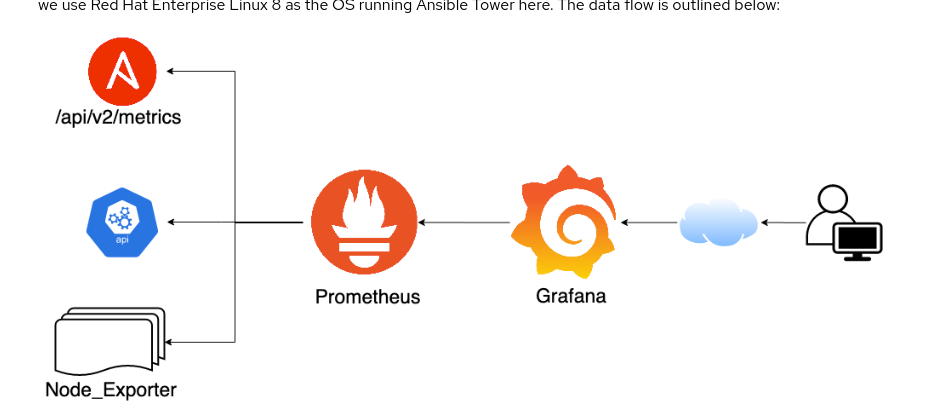 we use Red Hat Enterprise Linux 8 as the OS running Ansible Tower here. The data flow is outlined below:
/api/v2/metrics
api
Prometheus
Grafana
Node_Exporter